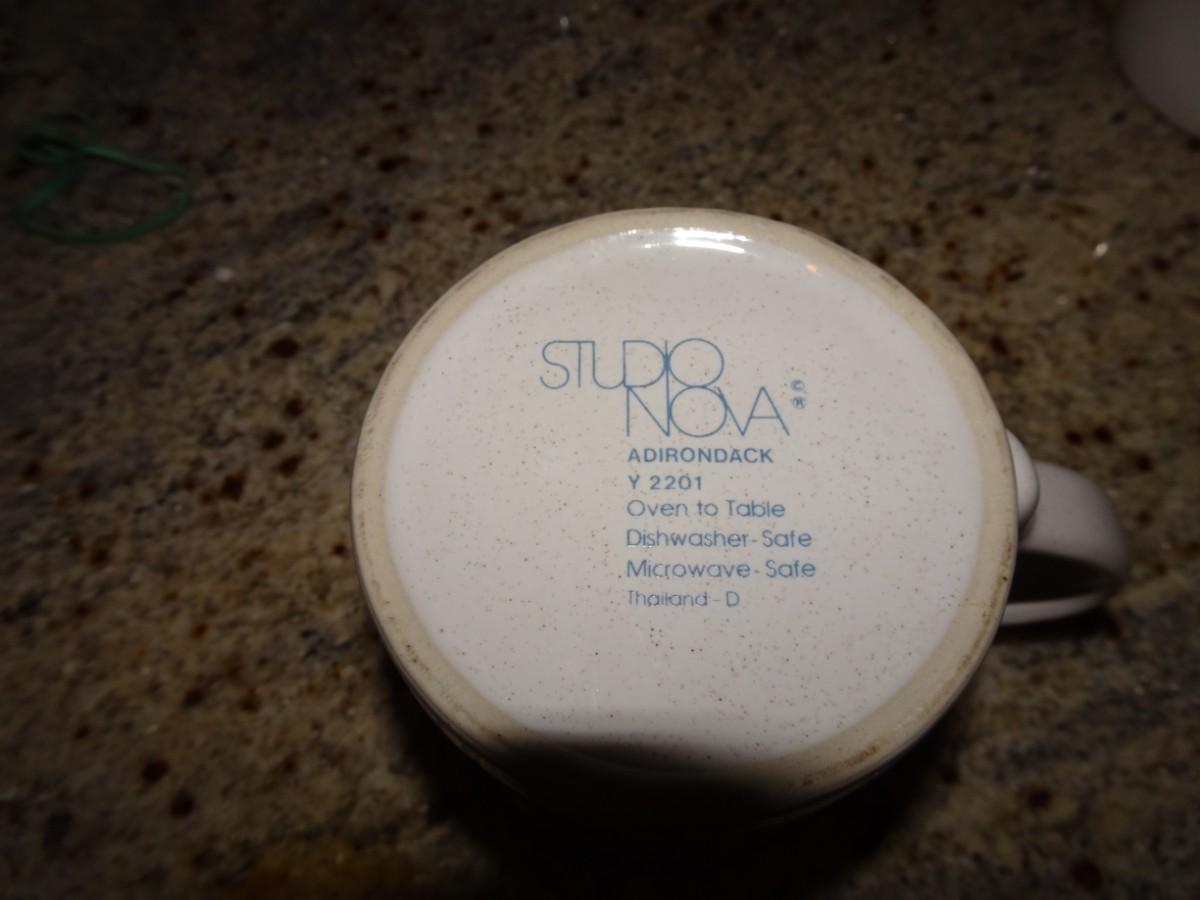 STUDIO
NOVA © ®
ADIRONDACK
Y 2201
Oven to Table
Dishwasher-Safe
Microwave-Safe
Thailand - D